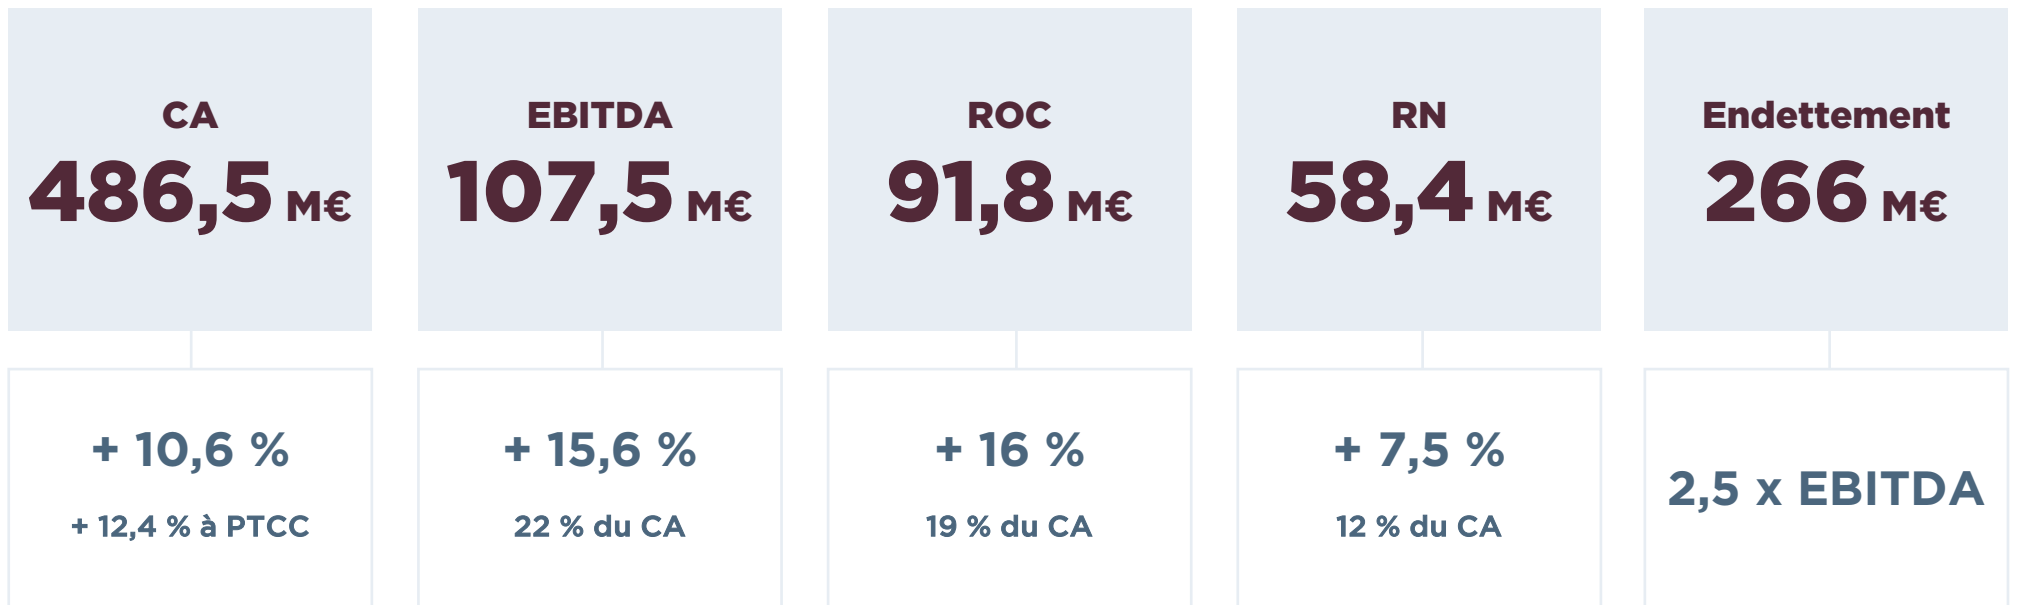 CA
486,5 M€
+ 10,6 %
+ 12,4 % à PTCC
EBITDA
107,5 M€
+ 15,6 %
22 % du CA
ROC
91,8 M€
+ 16 %
19 % du CA
RN
58,4 M€
+ 7,5 %
12 % du CA
Endettement
266 M€
2,5 x EBITDA